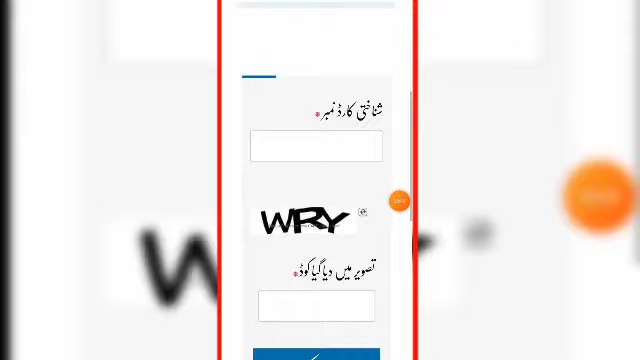 شناختی کارڈ نمبر *
WRY
تصویر میں دیا گیا کوڈ *